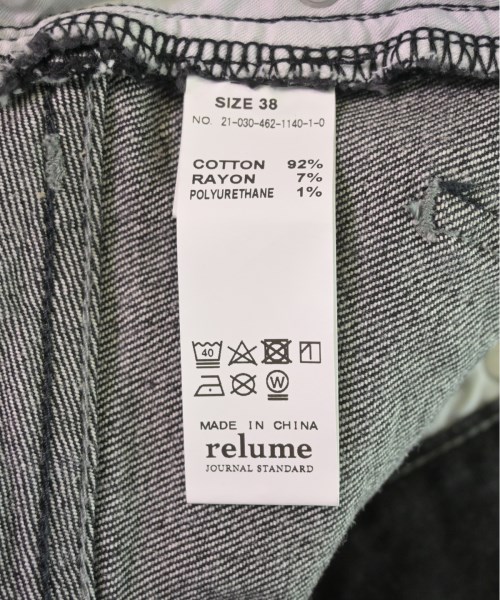 SIZE 38
NO. 21-030-462-1140-1-0
COTTON 92%
RAYON 7%
POLYURETHANE 1%
40
W
MADE IN CHINA
relume
JOURNAL STANDARD